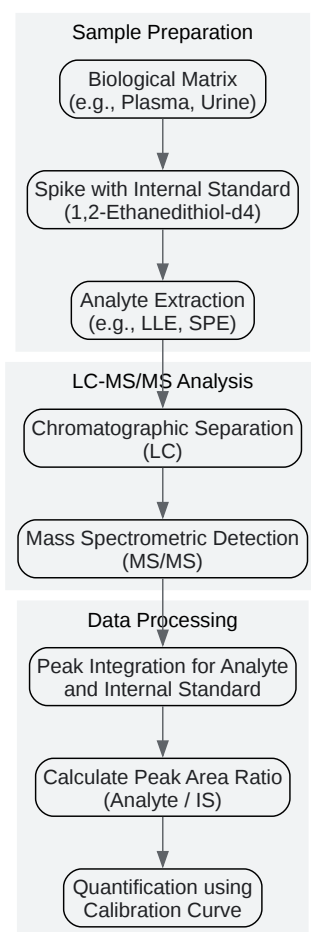 Sample Preparation
Biological Matrix
(e.g., Plasma, Urine)
Spike with Internal Standard
(1,2-Ethanedithiol-d4)
Analyte Extraction
(e.g., LLE, SPE)
LC-MS/MS Analysis
Chromatographic Separation
(LC)
Mass Spectrometric Detection
(MS/MS)
Data Processing
Peak Integration for Analyte
and Internal Standard
Calculate Peak Area Ratio
(Analyte / IS)
Quantification using
Calibration Curve